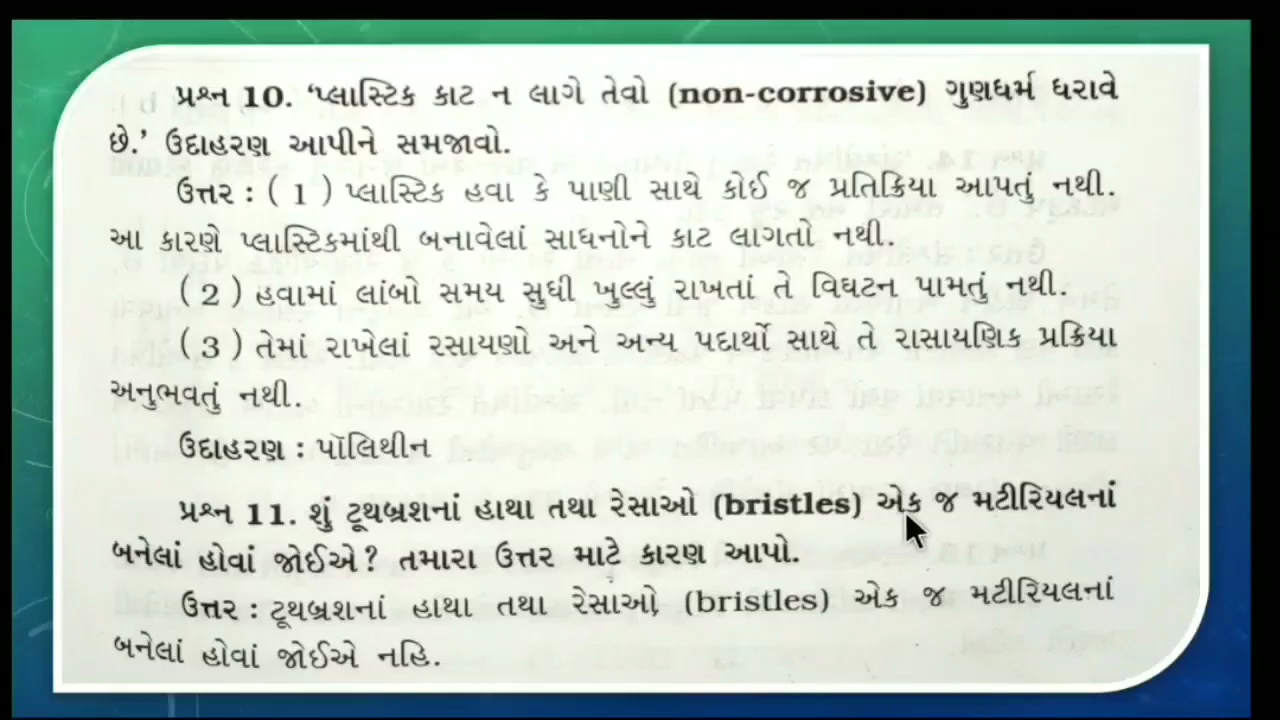 પ્રશ્ન 10. ‘પ્લાસ્ટિક કાટ ન લાગે તેવો (non-corrosive) ગુણધર્મ ધરાવે
છે.’ ઉદાહરણ આપીને સમજાવો.
ઉત્તર : ( 1 ) પ્લાસ્ટિક હવા કે પાણી સાથે કોઈ જ પ્રતિક્રિયા આપતું નથી.
આ કારણે પ્લાસ્ટિકમાંથી બનાવેલાં સાધનોને કાટ લાગતો નથી.
( 2 ) હવામાં લાંબો સમય સુધી ખુલ્લું રાખતાં તે વિઘટન પામતું નથી.
( 3 ) તેમાં રાખેલાં રસાયણો અને અન્ય પદાર્થો સાથે તે રાસાયણિક પ્રક્રિયા
અનુભવતું નથી.
ઉદાહરણ : પૉલિથીન
પ્રશ્ન 11. શું ટૂથબ્રશનાં હાથા તથા રેસાઓ (bristles) એક જ મટીરિયલનાં
બનેલાં હોવાં જોઈએ? તમારા ઉત્તર માટે કારણ આપો.
ઉત્તર : ટૂથબ્રશનાં હાથા તથા રેસાઓ (bristles) એક જ મટીરિયલનાં
બનેલાં હોવાં જોઈએ નહિ.